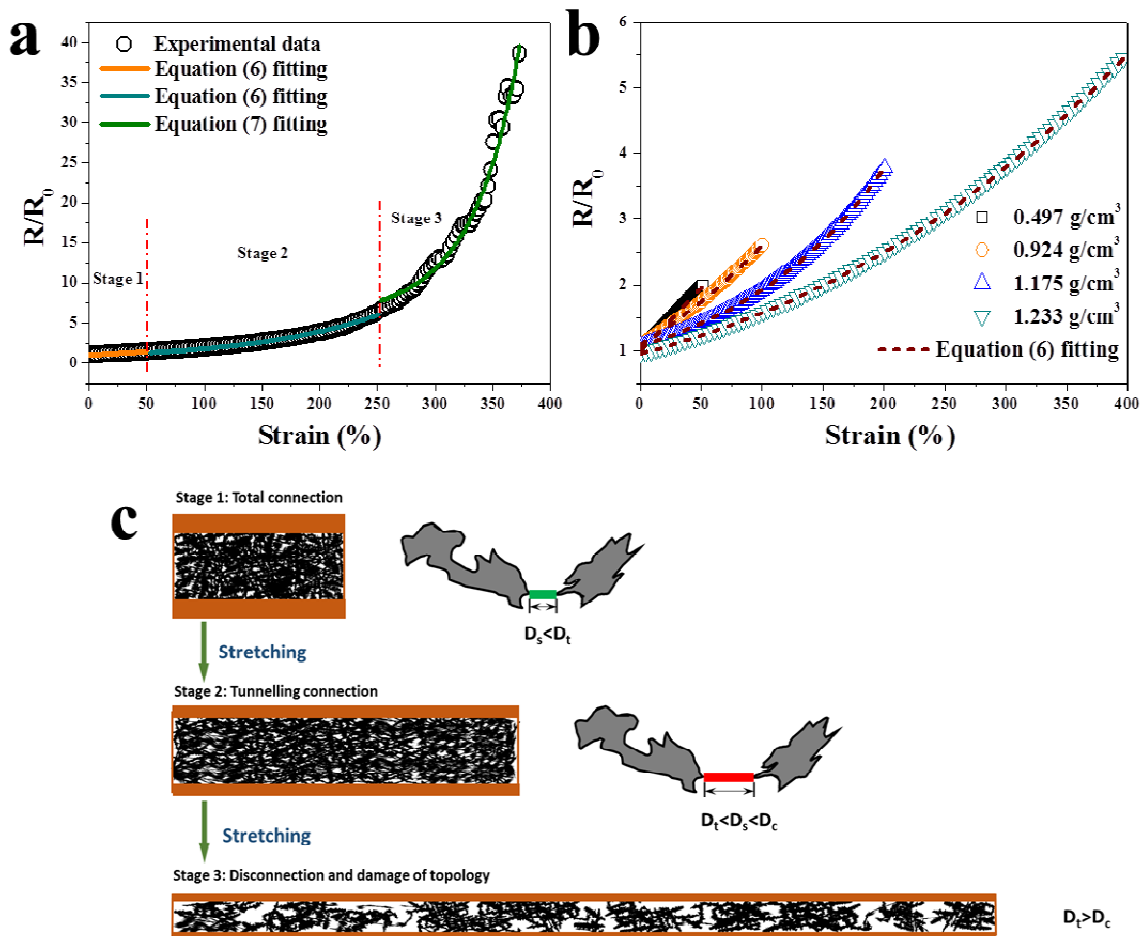 a
40
35
30
25
20
15
10
5
0
R/R0
Experimental data
Equation (6) fitting
Equation (6) fitting
Equation (7) fitting
Stage 1
Stage 2
Stage 3
0 50 100 150 200 250 300 350 400
Strain (%)
b
6
5
4
3
2
1
R/R0
0.497 g/cm3
0.924 g/cm3
1.175 g/cm3
1.233 g/cm3
Equation (6) fitting
0 50 100 150 200 250 300 350 400
Strain (%)
c
Stage 1: Total connection
Ds<Dt
Stretching
Stage 2: Tunnelling connection
Dt<Ds<Dc
Stretching
Stage 3: Disconnection and damage of topology
Dt>Dc